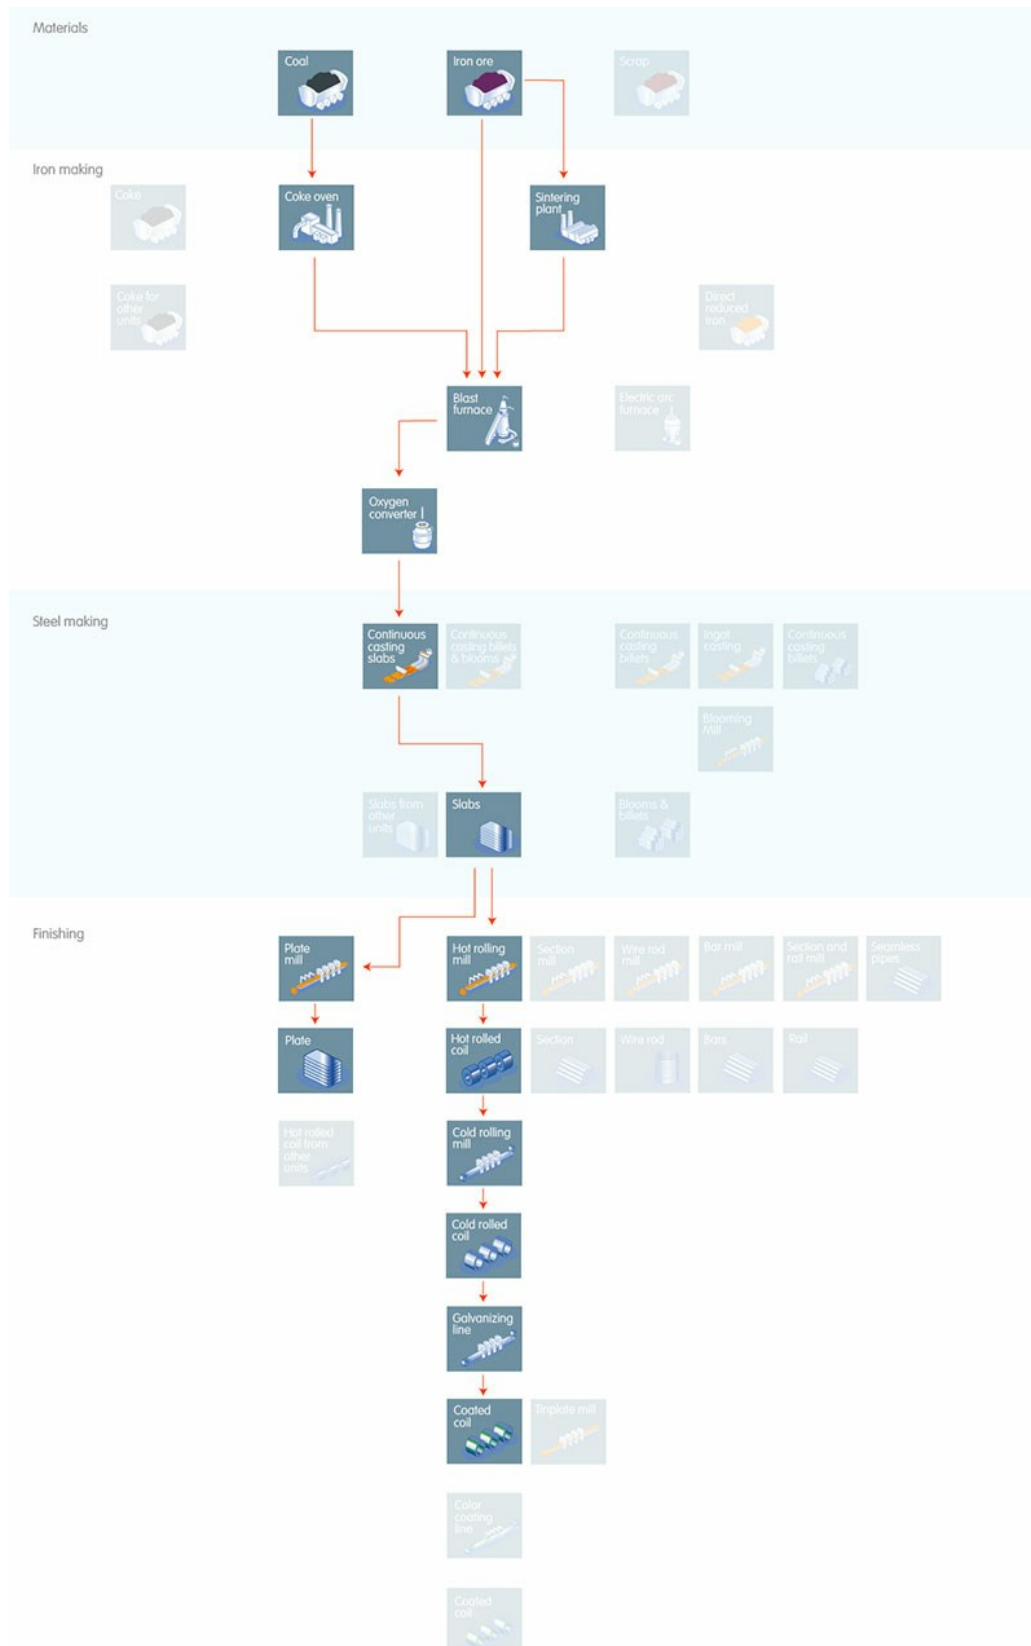 Materials
Coal
Iron ore
Scrap
Iron making
Coke
Coke oven
Sintering
plant
Coke for
other
units
Direct
reduced
iron
Blast
furnace
Electric arc
furnace
Oxygen
converter
Steel making
Continuous
casting
slabs
Continuous
casting billets
& blooms
Continuous
casting
billets
Ingot
casting
Continuous
casting
billets
Blooming
Mill
Slabs from
other
units
Slabs
Blooms &
billets
Finishing
Plate
mill
Hot rolling
mill
Section
mill
Wire rod
mill
Bar mill
Section and
rail mill
Seamless
pipes
Plate
Hot rolled
coil
Section
Wire rod
Bars
Rail
Hot rolled
coil from
other
units
Cold rolling
mill
Cold rolled
coil
Galvanizing
line
Coated
coil
Tinplate mill
Color
coating
line
Coated
coil